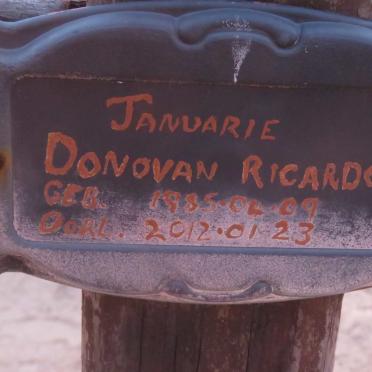 JANUARIE
DONOVAN RICARDO
GEB. 1985.02.09
OORL. 2012.01.23